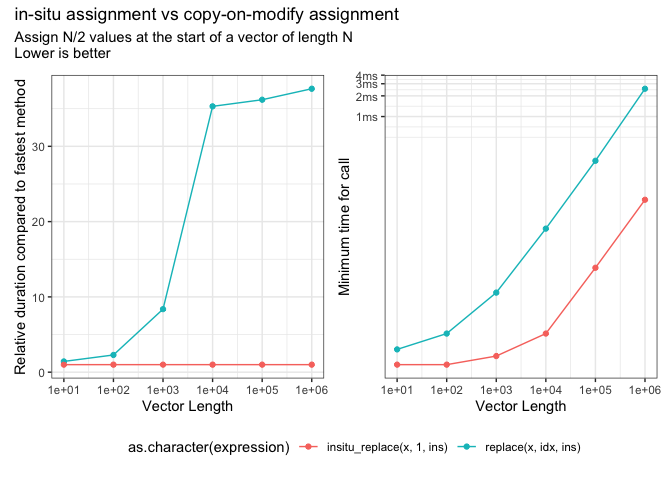 in-situ assignment vs copy-on-modify assignment
Assign N/2 values at the start of a vector of length N
Lower is better
Relative duration compared to fastest method
30
20
10
0
1e+01 1e+02 1e+03 1e+04 1e+05 1e+06
Vector Length
Minimum time for call
4ms
3ms
2ms
1ms
1e+01 1e+02 1e+03 1e+04 1e+05 1e+06
Vector Length
as.character(expression) insitu_replace(x, 1, ins) replace(x, idx, ins)